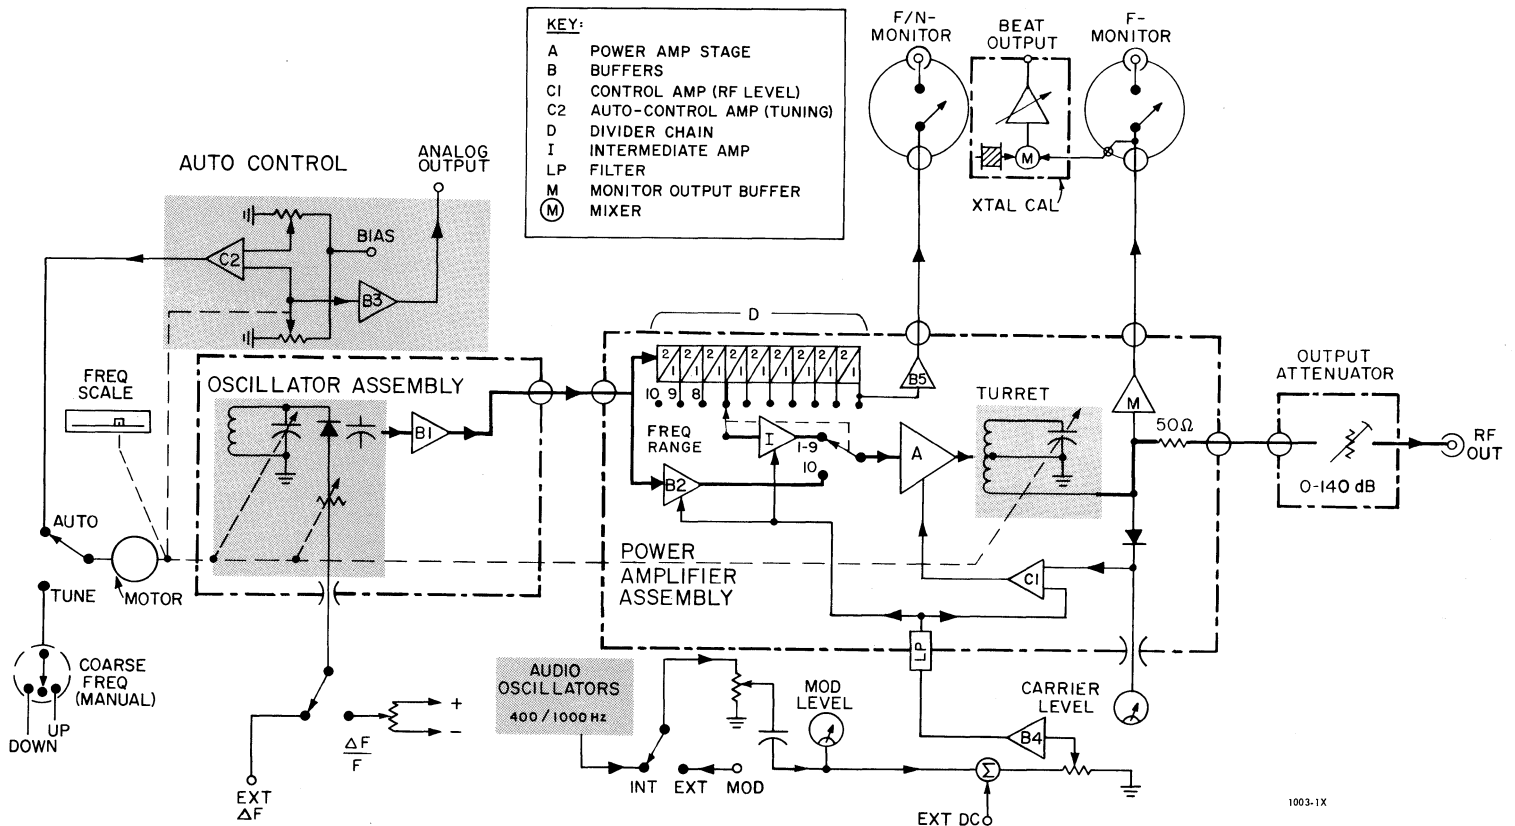 KEY:
A POWER AMP STAGE
B BUFFERS
C1 CONTROL AMP (RF LEVEL)
C2 AUTO-CONTROL AMP (TUNING)
D DIVIDER CHAIN
I INTERMEDIATE AMP
LP FILTER
M MONITOR OUTPUT BUFFER
M MIXER
F/N-
MONITOR
BEAT
OUTPUT
F-
MONITOR
M
XTAL CAL
AUTO CONTROL
ANALOG
OUTPUT
BIAS
C2
B3
FREQ
SCALE
OSCILLATOR ASSEMBLY
B1
D
2/1 2/1 2/1 2/1 2/1 2/1 2/1 2/1 2/1
10 9 8
B5
FREQ
RANGE
I
1-9
10
B2
A
TURRET
M
50Ω
OUTPUT
ATTENUATOR
0-140 dB
RF
OUT
AUTO
TUNE
MOTOR
POWER
AMPLIFIER
ASSEMBLY
C1
COARSE
FREQ
(MANUAL)
UP
DOWN
+
−
ΔF
F
EXT
ΔF
AUDIO
OSCILLATORS
400/1000 Hz
INT EXT MOD
MOD
LEVEL
LP
CARRIER
LEVEL
B4
Σ
EXT DC
1003-1X